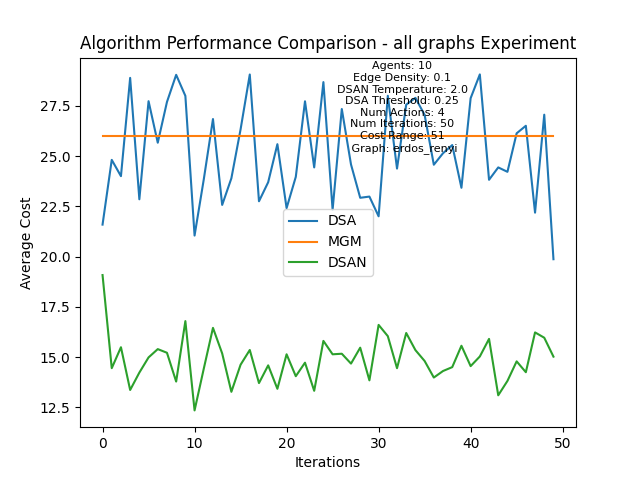 Algorithm Performance Comparison - all graphs Experiment
Agents: 10
Edge Density: 0.1
DSAN Temperature: 2.0
DSA Threshold: 0.25
Num Actions: 4
Num Iterations: 50
Cost Range: 51
Graph: erdos_renyi
27.5
25.0
22.5
20.0
17.5
15.0
12.5
Average Cost
DSA
MGM
DSAN
0
10
20
30
40
50
Iterations